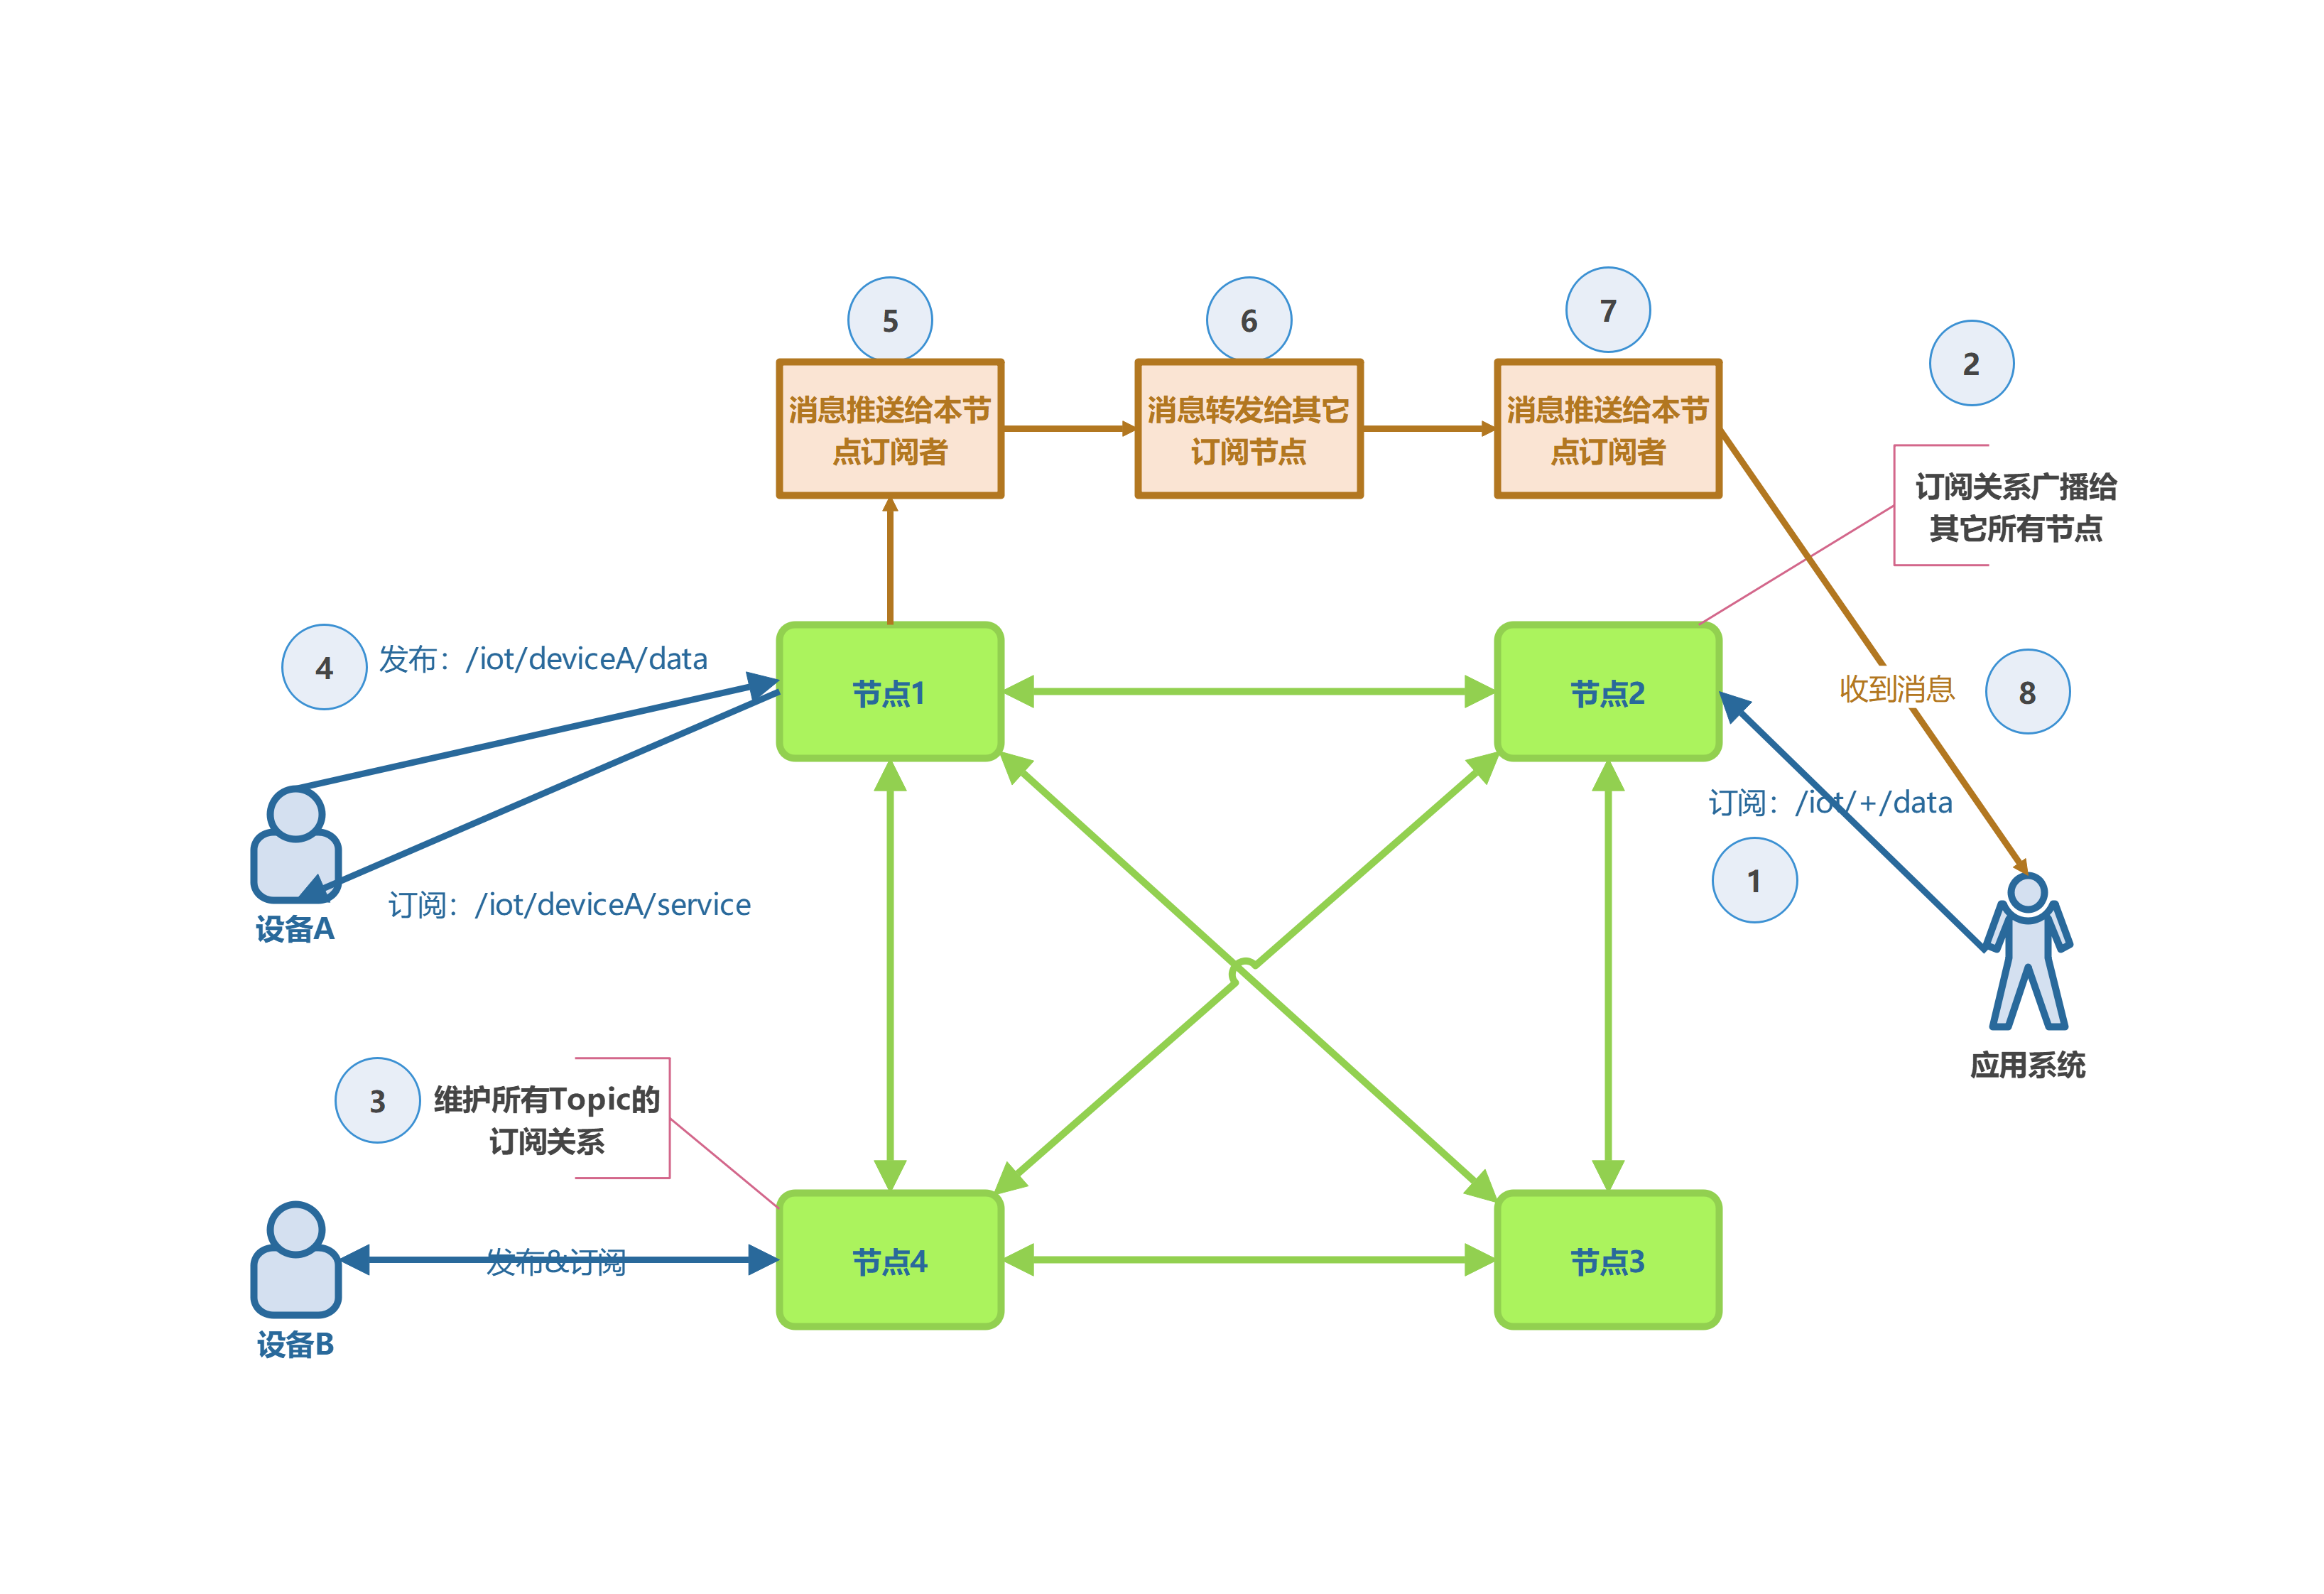 5
6
7
2
消息推送给本节
点订阅者
消息转发给其它
订阅节点
消息推送给本节
点订阅者
订阅关系广播给
其它所有节点
4
发布：/iot/deviceA/data
节点1
节点2
收到消息
8
订阅：/iot/+/data
1
设备A
订阅：/iot/deviceA/service
应用系统
3
维护所有Topic的
订阅关系
发布&订阅
节点4
节点3
设备B